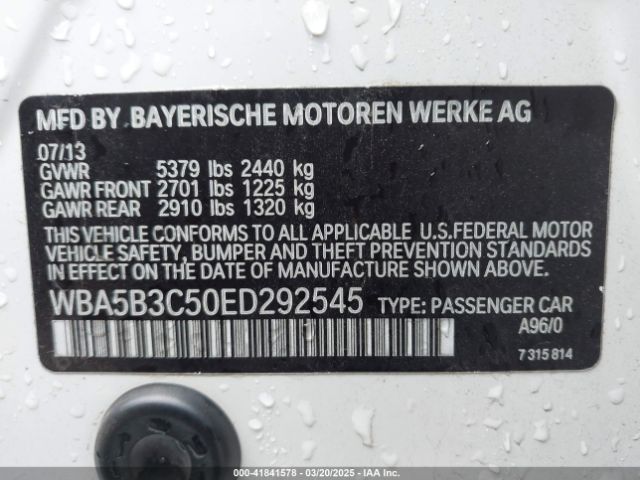 MFD BY BAYERISCHE MOTOREN WERKE AG
07/13
GVWR 5379 lbs 2440 kg
GAWR FRONT 2701 lbs 1225 kg
GAWR REAR 2910 lbs 1320 kg
THIS VEHICLE CONFORMS TO ALL APPLICABLE U.S.FEDERAL MOTOR
VEHICLE SAFETY, BUMPER AND THEFT PREVENTION STANDARDS
IN EFFECT ON THE DATE OF MANUFACTURE SHOWN ABOVE.
WBA5B3C50ED292545 TYPE: PASSENGER CAR
A96/0
7 315 814
000-41841578 — 03/20/2025 — IAA Inc.